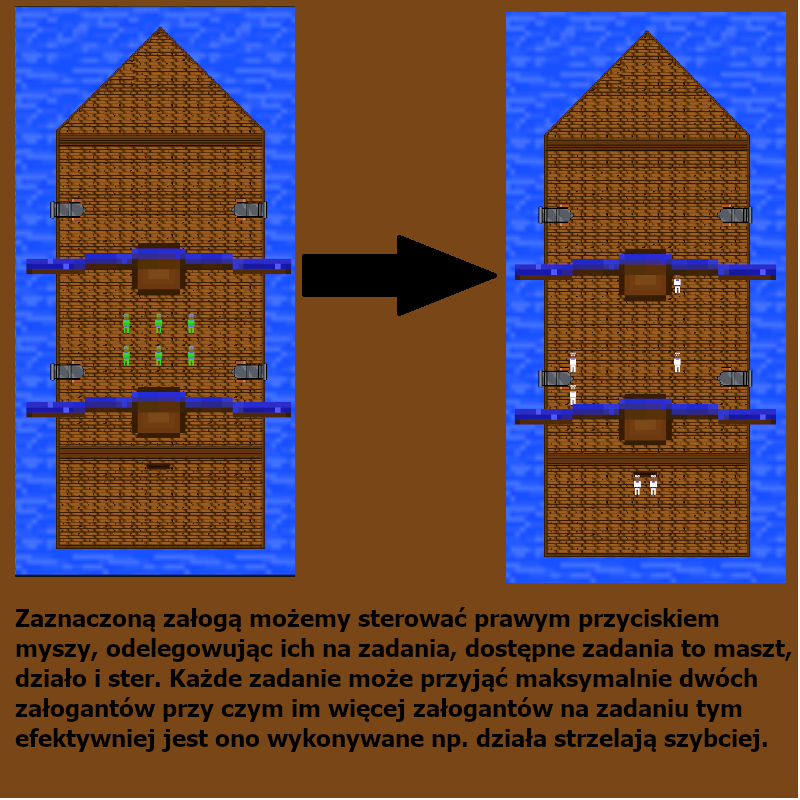 Zaznaczoną załogą możemy sterować prawym przyciskiem
myszy, odelegowując ich na zadania, dostępne zadania to maszt,
działo i ster. Każde zadanie może przyjąć maksymalnie dwóch
załogantów przy czym im więcej załogantów na zadaniu tym
efektywniej jest ono wykonywane np. działa strzelają szybciej.